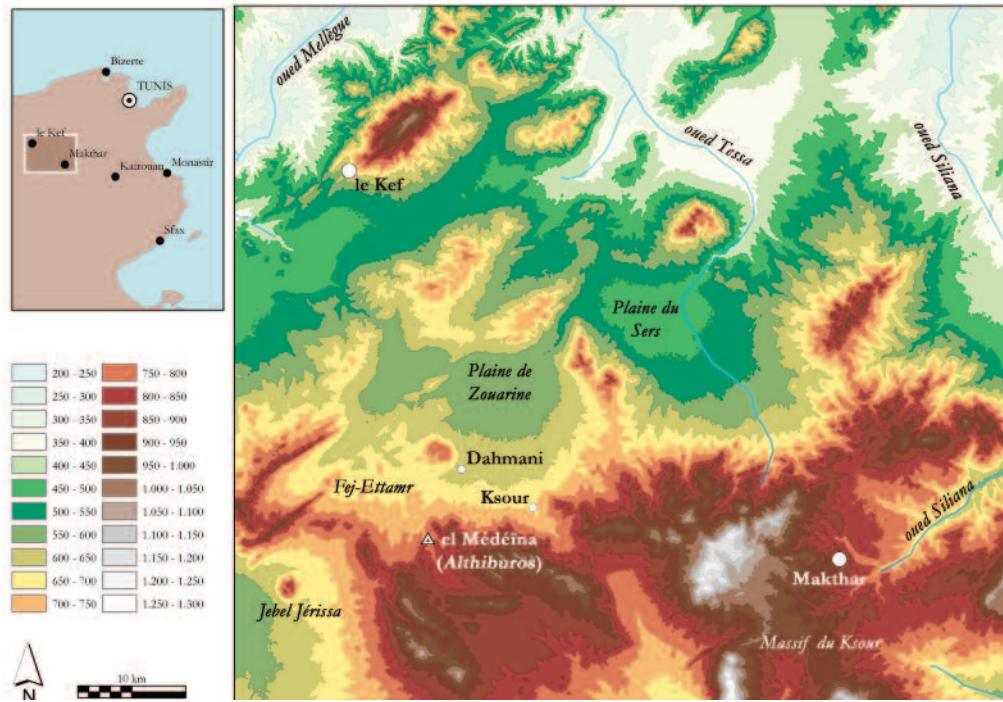 Bizerte
TUNIS
le Kef
Makthar
Kairouan
Monastir
Sfax
200 - 250
250 - 300
300 - 350
350 - 400
400 - 450
450 - 500
500 - 550
550 - 600
600 - 650
650 - 700
700 - 750
750 - 800
800 - 850
850 - 900
900 - 950
950 - 1.000
1.000 - 1.050
1.050 - 1.100
1.100 - 1.150
1.150 - 1.200
1.200 - 1.250
1.250 - 1.300
N
10 km
oued Mellègue
oued Tessa
oued Siliana
le Kef
Plaine du
Sers
Plaine de
Zouarine
Dahmani
Fej-Ettamr
Ksour
el Médéïna
(Althiburos)
oued Siliana
Makthar
Jebel Jérissa
Massif du Ksour